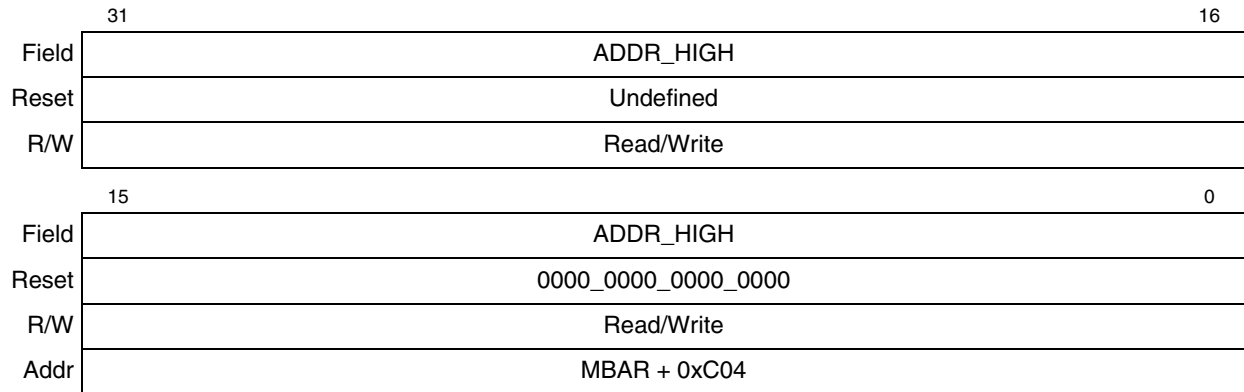 31 16
Field ADDR_HIGH
Reset Undefined
R/W Read/Write
15 0
Field ADDR_HIGH
Reset 0000_0000_0000_0000
R/W Read/Write
Addr MBAR + 0xC04